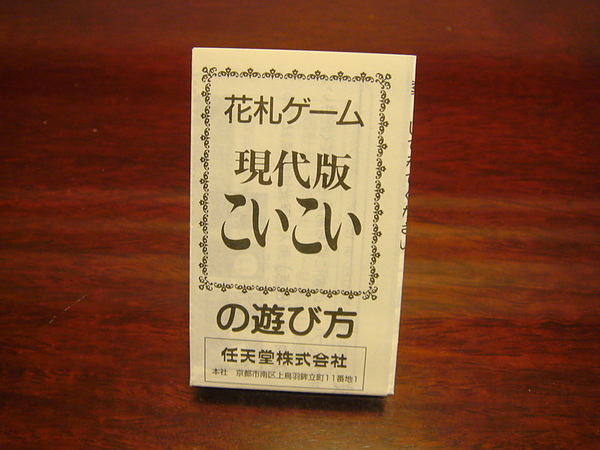 花札ゲーム
現代版
こいこい
の遊び方
任天堂株式会社
本社 京都市南区上鳥羽鉾立町11番地1